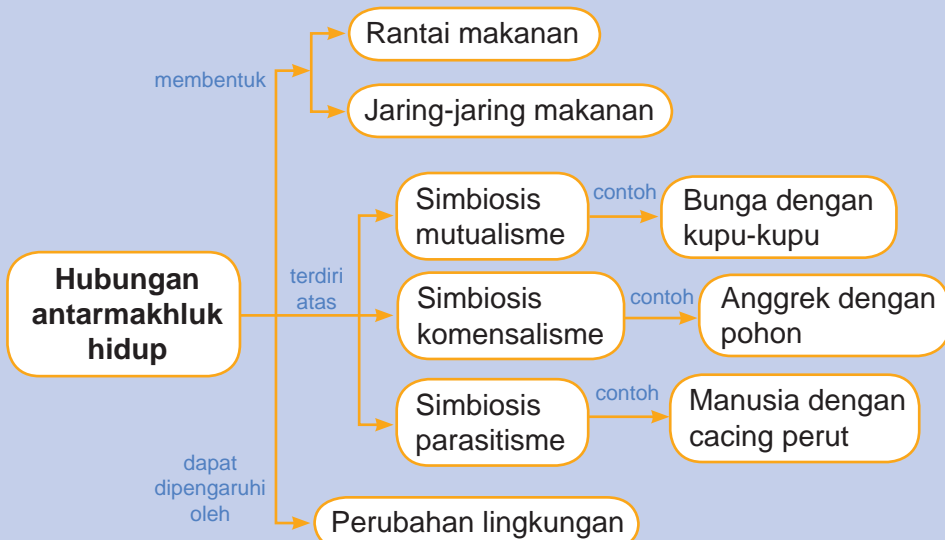 Rantai makanan
membentuk
Jaring-jaring makanan
Simbiosis
mutualisme
contoh
Bunga dengan
kupu-kupu
Hubungan
antarmakhluk
hidup
terdiri
atas
Simbiosis
komensalisme
contoh
Anggrek dengan
pohon
Simbiosis
parasitisme
contoh
Manusia dengan
cacing perut
dapat
dipengaruhi
oleh
Perubahan lingkungan